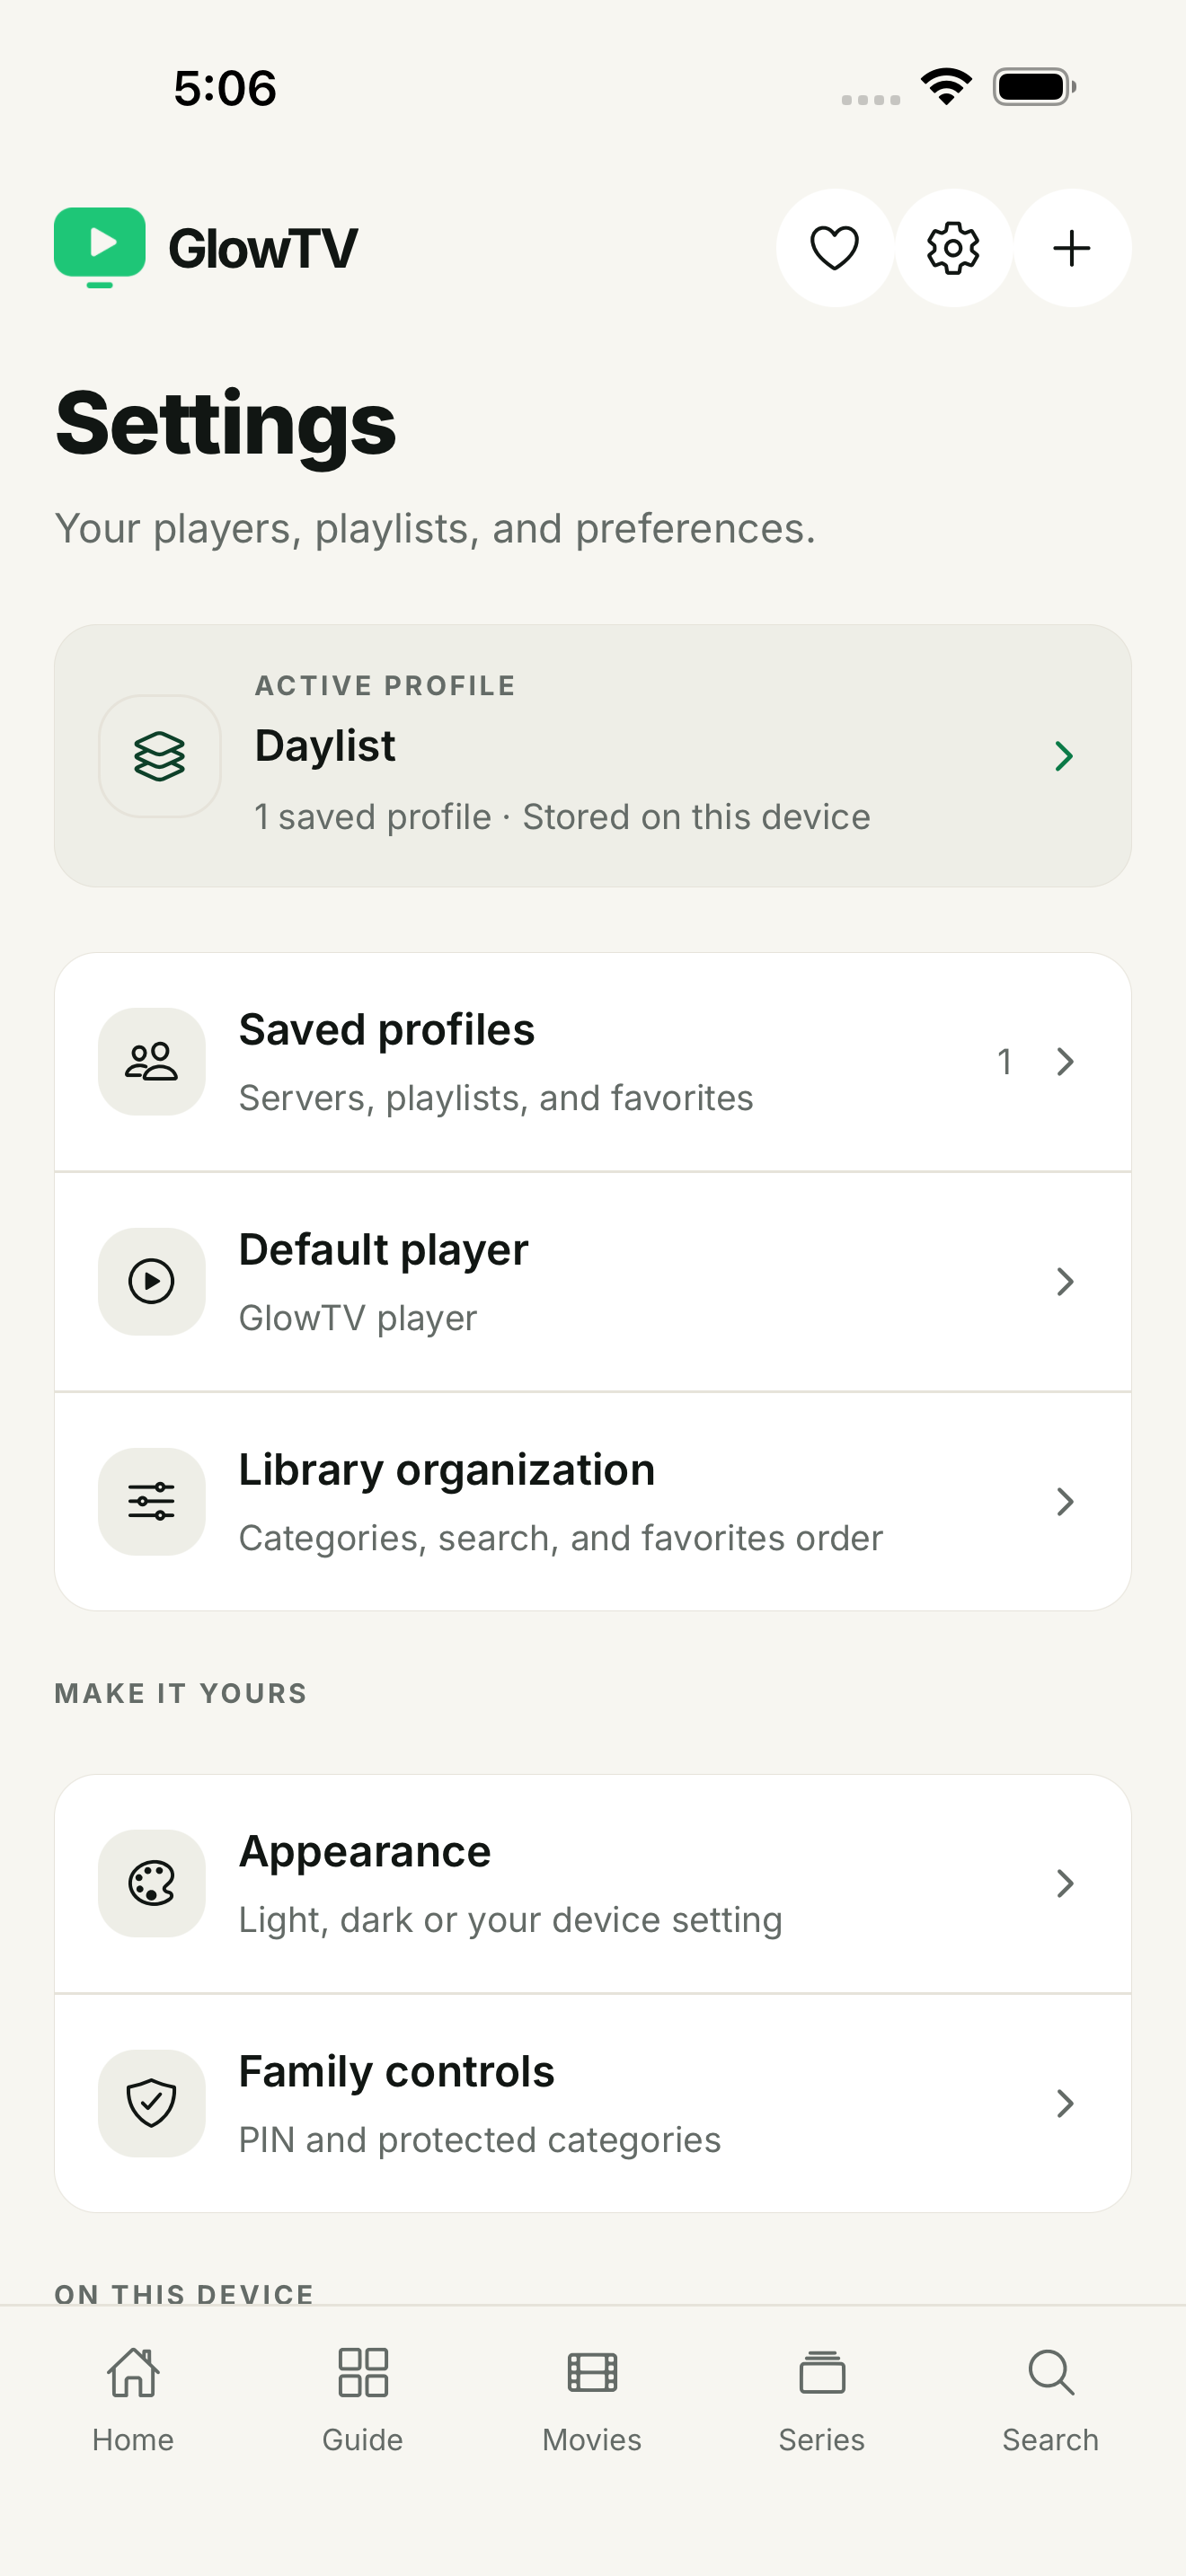 5:06
GlowTV
Settings
Your players, playlists, and preferences.
ACTIVE PROFILE
Daylist
1 saved profile · Stored on this device
Saved profiles
Servers, playlists, and favorites
1
Default player
GlowTV player
Library organization
Categories, search, and favorites order
MAKE IT YOURS
Appearance
Light, dark or your device setting
Family controls
PIN and protected categories
ON THIS DEVICE
Home
Guide
Movies
Series
Search